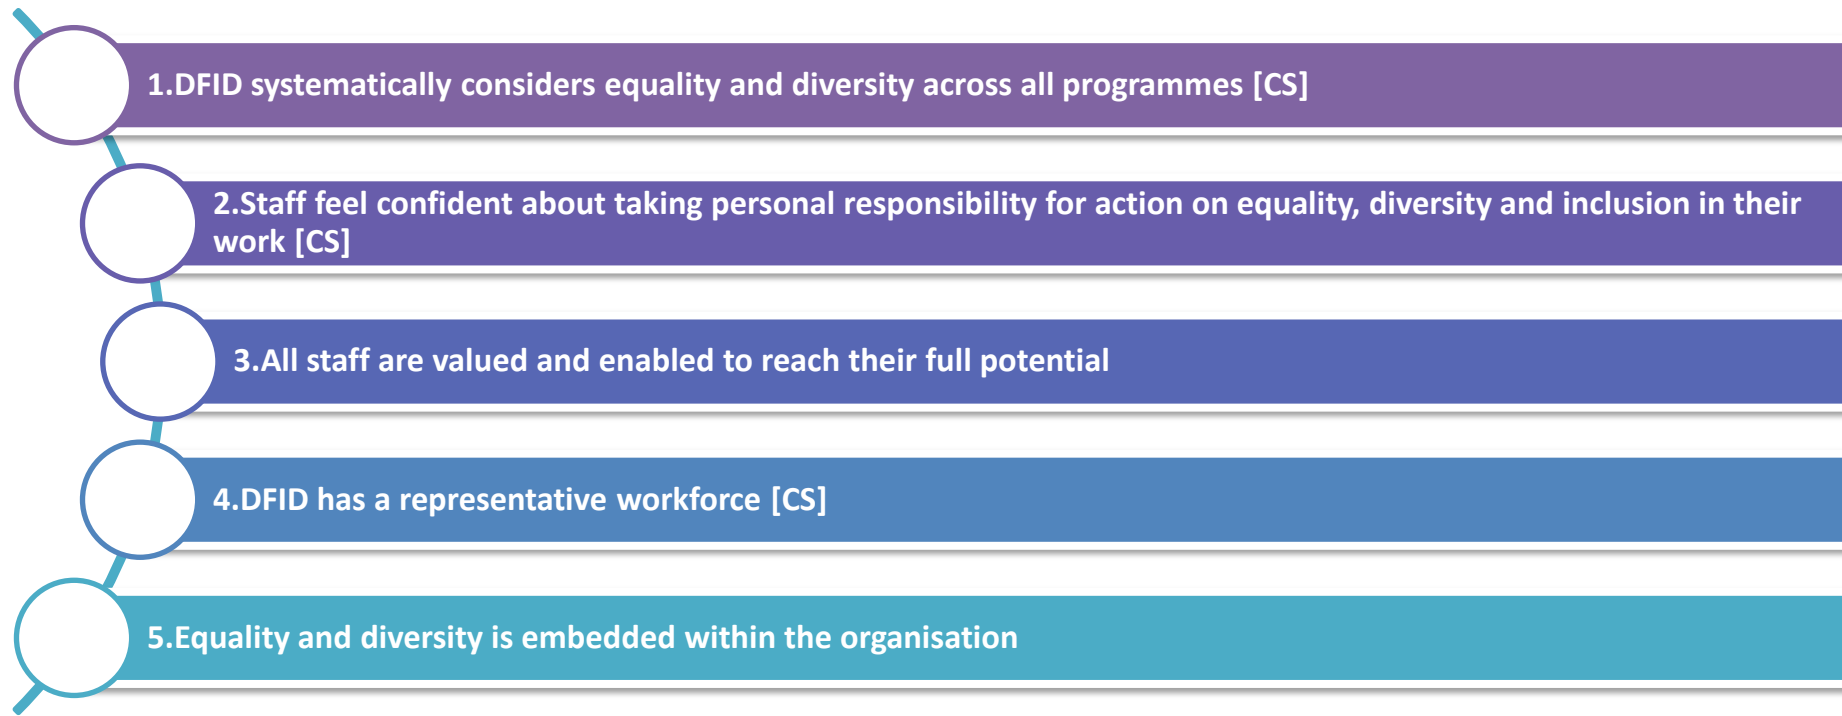 1.DFID systematically considers equality and diversity across all programmes [CS]
2.Staff feel confident about taking personal responsibility for action on equality, diversity and inclusion in their
work [CS]
3.All staff are valued and enabled to reach their full potential
4.DFID has a representative workforce [CS]
5.Equality and diversity is embedded within the organisation